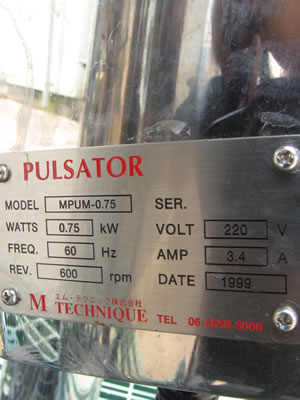 PULSATOR
MODEL MPUM-0.75 SER.
WATTS 0.75 kW VOLT 220 V
FREQ. 60 Hz AMP 3.4 A
REV. 600 rpm DATE 1999
エム・テクニック株式会社
M TECHNIQUE TEL